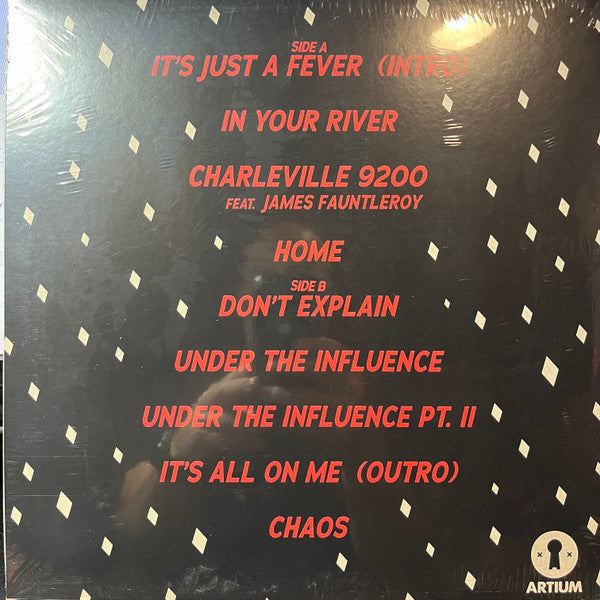 SIDE A
IT'S JUST A FEVER (INTRO)
IN YOUR RIVER
CHARLEVILLE 9200
FEAT. JAMES FAUNTLEROY
HOME
SIDE B
DON'T EXPLAIN
UNDER THE INFLUENCE
UNDER THE INFLUENCE PT. II
IT'S ALL ON ME (OUTRO)
CHAOS
ARTIUM